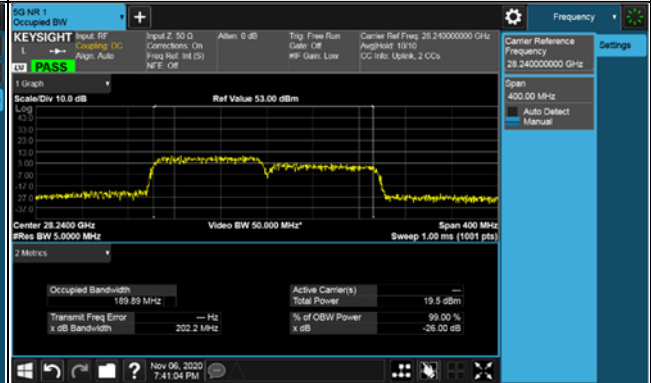 5G NR 1
Occupied BW
Frequency
KEYSIGHT Input: RF
Coupling: DC
Align: Auto
Input Z: 50 Ω
Corrections: On
Freq Ref: Int (S)
NFE: Off
Atten: 0 dB
Trig: Free Run
Gate: Off
#IF Gain: Low
Carrier Ref Freq: 28.240000000 GHz
Avg|Hold: 10/10
CC Info: Uplink, 2 CCs
L
LXI PASS
Carrier Reference
Frequency
28.240000000 GHz
Settings
Span
400.00 MHz
Auto Detect
Manual
1 Graph
Scale/Div 10.0 dB
Ref Value 53.00 dBm
Log
43.0
33.0
23.0
13.0
3.00
-7.00
-17.0
-27.0
-37.0
Center 28.2400 GHz
#Res BW 5.0000 MHz
Video BW 50.000 MHz*
Span 400 MHz
Sweep 1.00 ms (1001 pts)
2 Metrics
Occupied Bandwidth
189.89 MHz
Transmit Freq Error --- Hz
x dB Bandwidth 202.2 MHz
Active Carrier(s) ---
Total Power 19.5 dBm
% of OBW Power 99.00 %
x dB -26.00 dB
?
Nov 06, 2020
7:41:04 PM